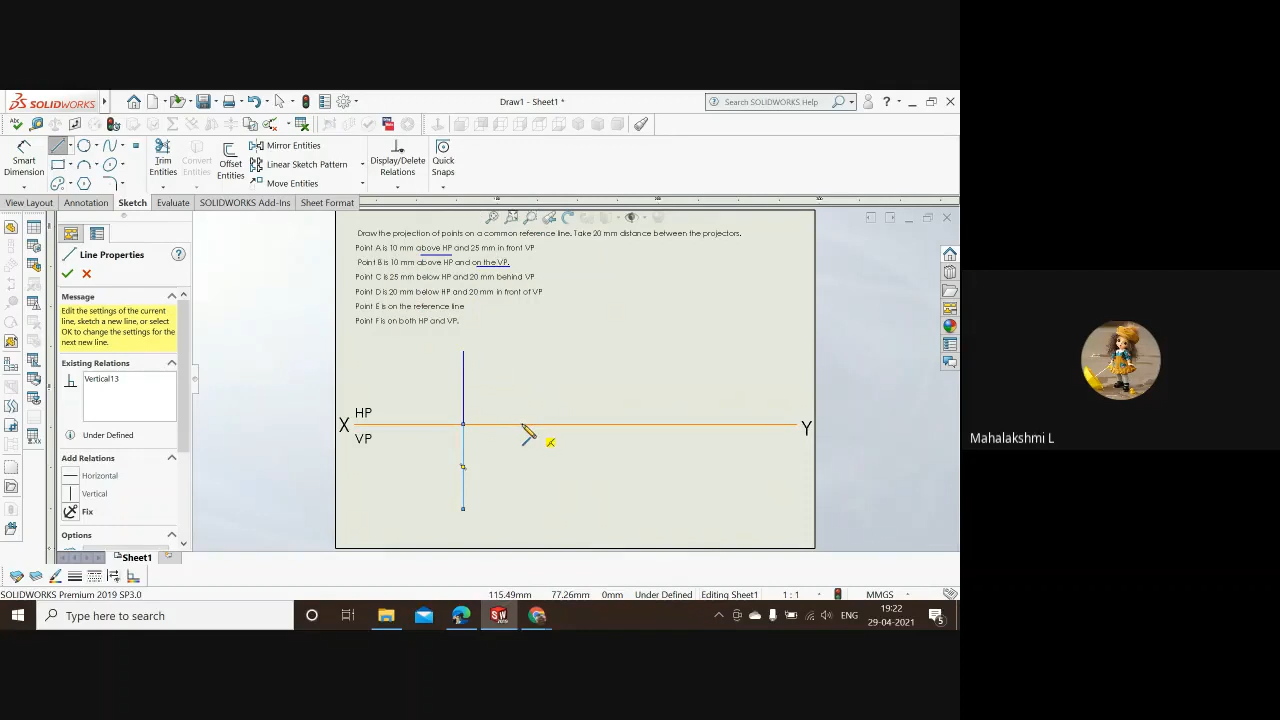 SOLIDWORKS
Draw1 - Sheet1 *
Search SOLIDWORKS Help
Smart Dimension
Trim Entities
Convert Entities
Offset Entities
Mirror Entities
Linear Sketch Pattern
Move Entities
Display/Delete Relations
Quick Snaps
View Layout
Annotation
Sketch
Evaluate
SOLIDWORKS Add-Ins
Sheet Format
Line Properties
Message
Edit the settings of the current
line, sketch a new line, or select
OK to change the settings for the
next new line.
Existing Relations
Vertical13
Under Defined
Add Relations
Horizontal
Vertical
Fix
Options
Draw the projection of points on a common reference line. Take 20 mm distance between the projectors.
Point A is 10 mm above HP and 25 mm in front VP
Point B is 10 mm above HP and on the VP.
Point C is 25 mm below HP and 20 mm behind VP
Point D is 20 mm below HP and 20 mm in front of VP
Point E is on the reference line
Point F is on both HP and VP.
HP
X
Y
VP
Mahalakshmi L
Sheet1
SOLIDWORKS Premium 2019 SP3.0
115.49mm
77.26mm
0mm
Under Defined
Editing Sheet1
1 : 1
MMGS
Type here to search
ENG
19:22
29-04-2021
5